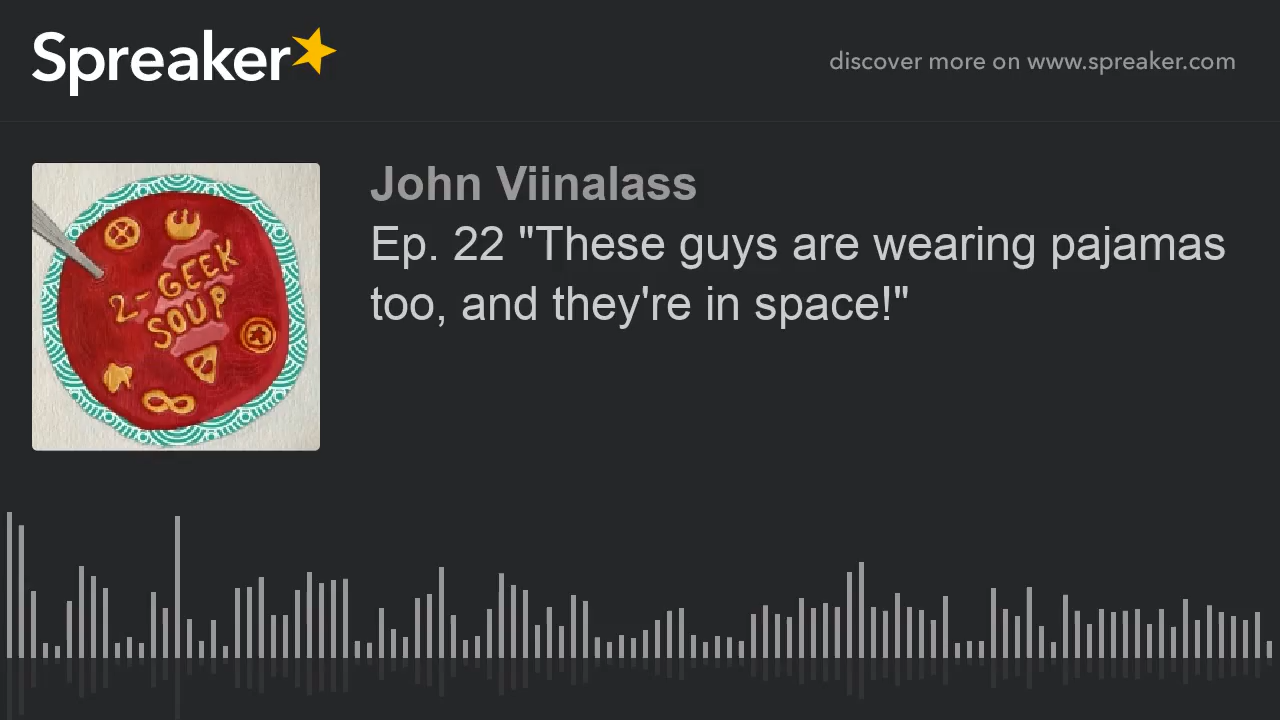 Spreaker
discover more on www.spreaker.com
John Viinalass
Ep. 22 "These guys are wearing pajamas
too, and they're in space!"
2-GEEK
SOUP